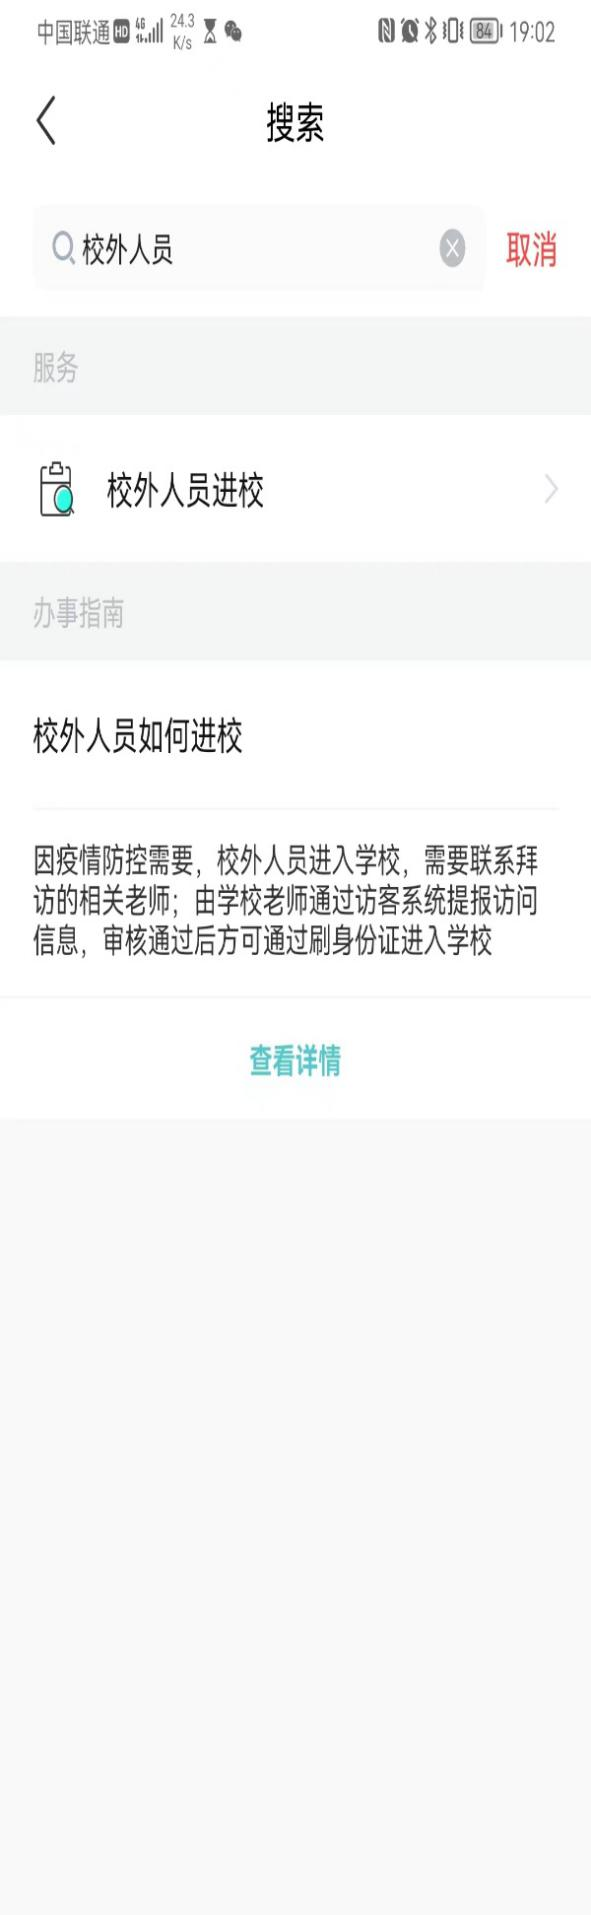 中国联通 HD 4G 24.3 K/s 84 19:02
搜索
校外人员 取消
服务
校外人员进校
办事指南
校外人员如何进校
因疫情防控需要，校外人员进入学校，需要联系拜
访的相关老师；由学校老师通过访客系统提报访问
信息，审核通过后方可通过刷身份证进入学校
查看详情